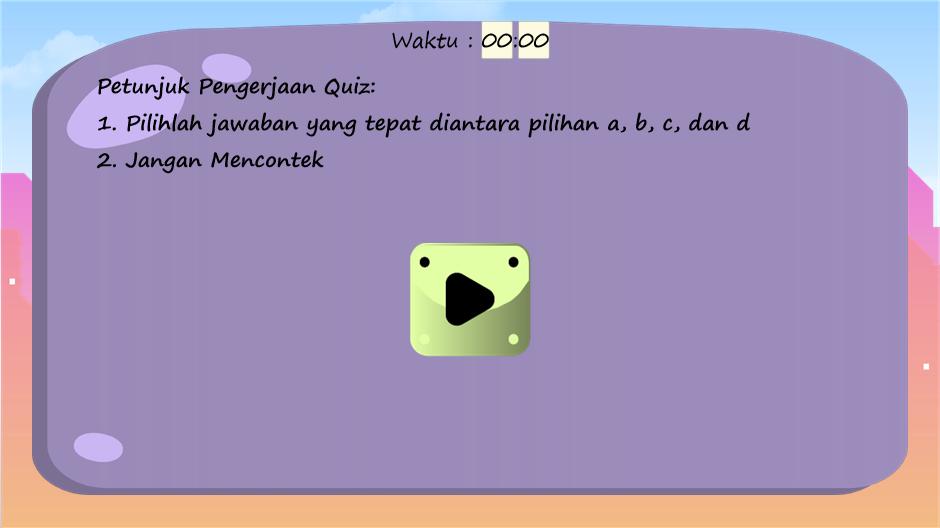 Waktu : 00:00
Petunjuk Pengerjaan Quiz:
1. Pilihlah jawaban yang tepat diantara pilihan a, b, c, dan d
2. Jangan Mencontek